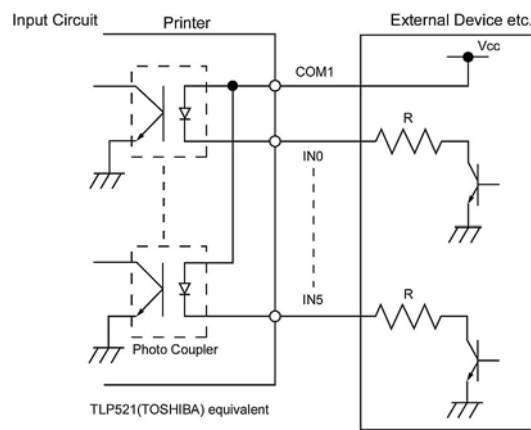 Input Circuit
Printer
External Device etc.
Vcc
COM1
R
IN0
R
IN5
Photo Coupler
TLP521(TOSHIBA) equivalent